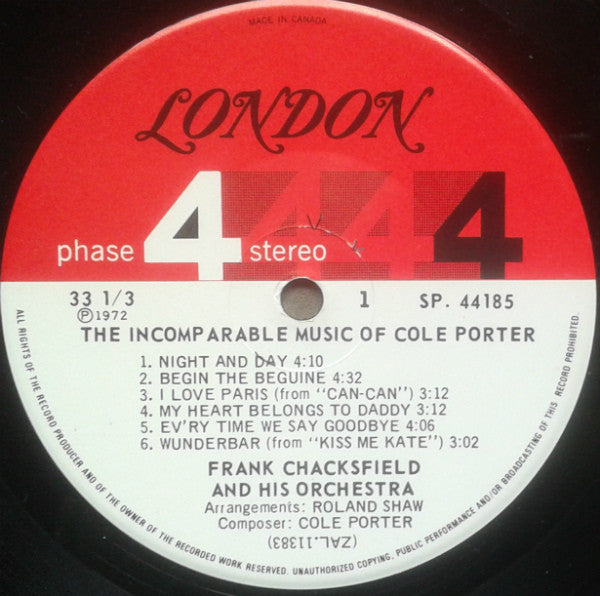 MADE IN CANADA
LONDON
phase 4 stereo 4 4 4
33 1/3 1 SP. 44185
Ⓟ1972
THE INCOMPARABLE MUSIC OF COLE PORTER
1. NIGHT AND DAY 4:10
2. BEGIN THE BEGUINE 4:32
3. I LOVE PARIS (from "CAN-CAN") 3:12
4. MY HEART BELONGS TO DADDY 3:12
5. EV'RY TIME WE SAY GOODBYE 4:06
6. WUNDERBAR (from "KISS ME KATE") 3:02
FRANK CHACKSFIELD
AND HIS ORCHESTRA
Arrangements: ROLAND SHAW
Composer: COLE PORTER
(ZAL.11383)
ALL RIGHTS OF THE RECORD PRODUCER AND OF THE OWNER OF THE RECORDED WORK RESERVED. UNAUTHORIZED COPYING, PUBLIC PERFORMANCE AND/OR BROADCASTING OF THIS RECORD PROHIBITED.